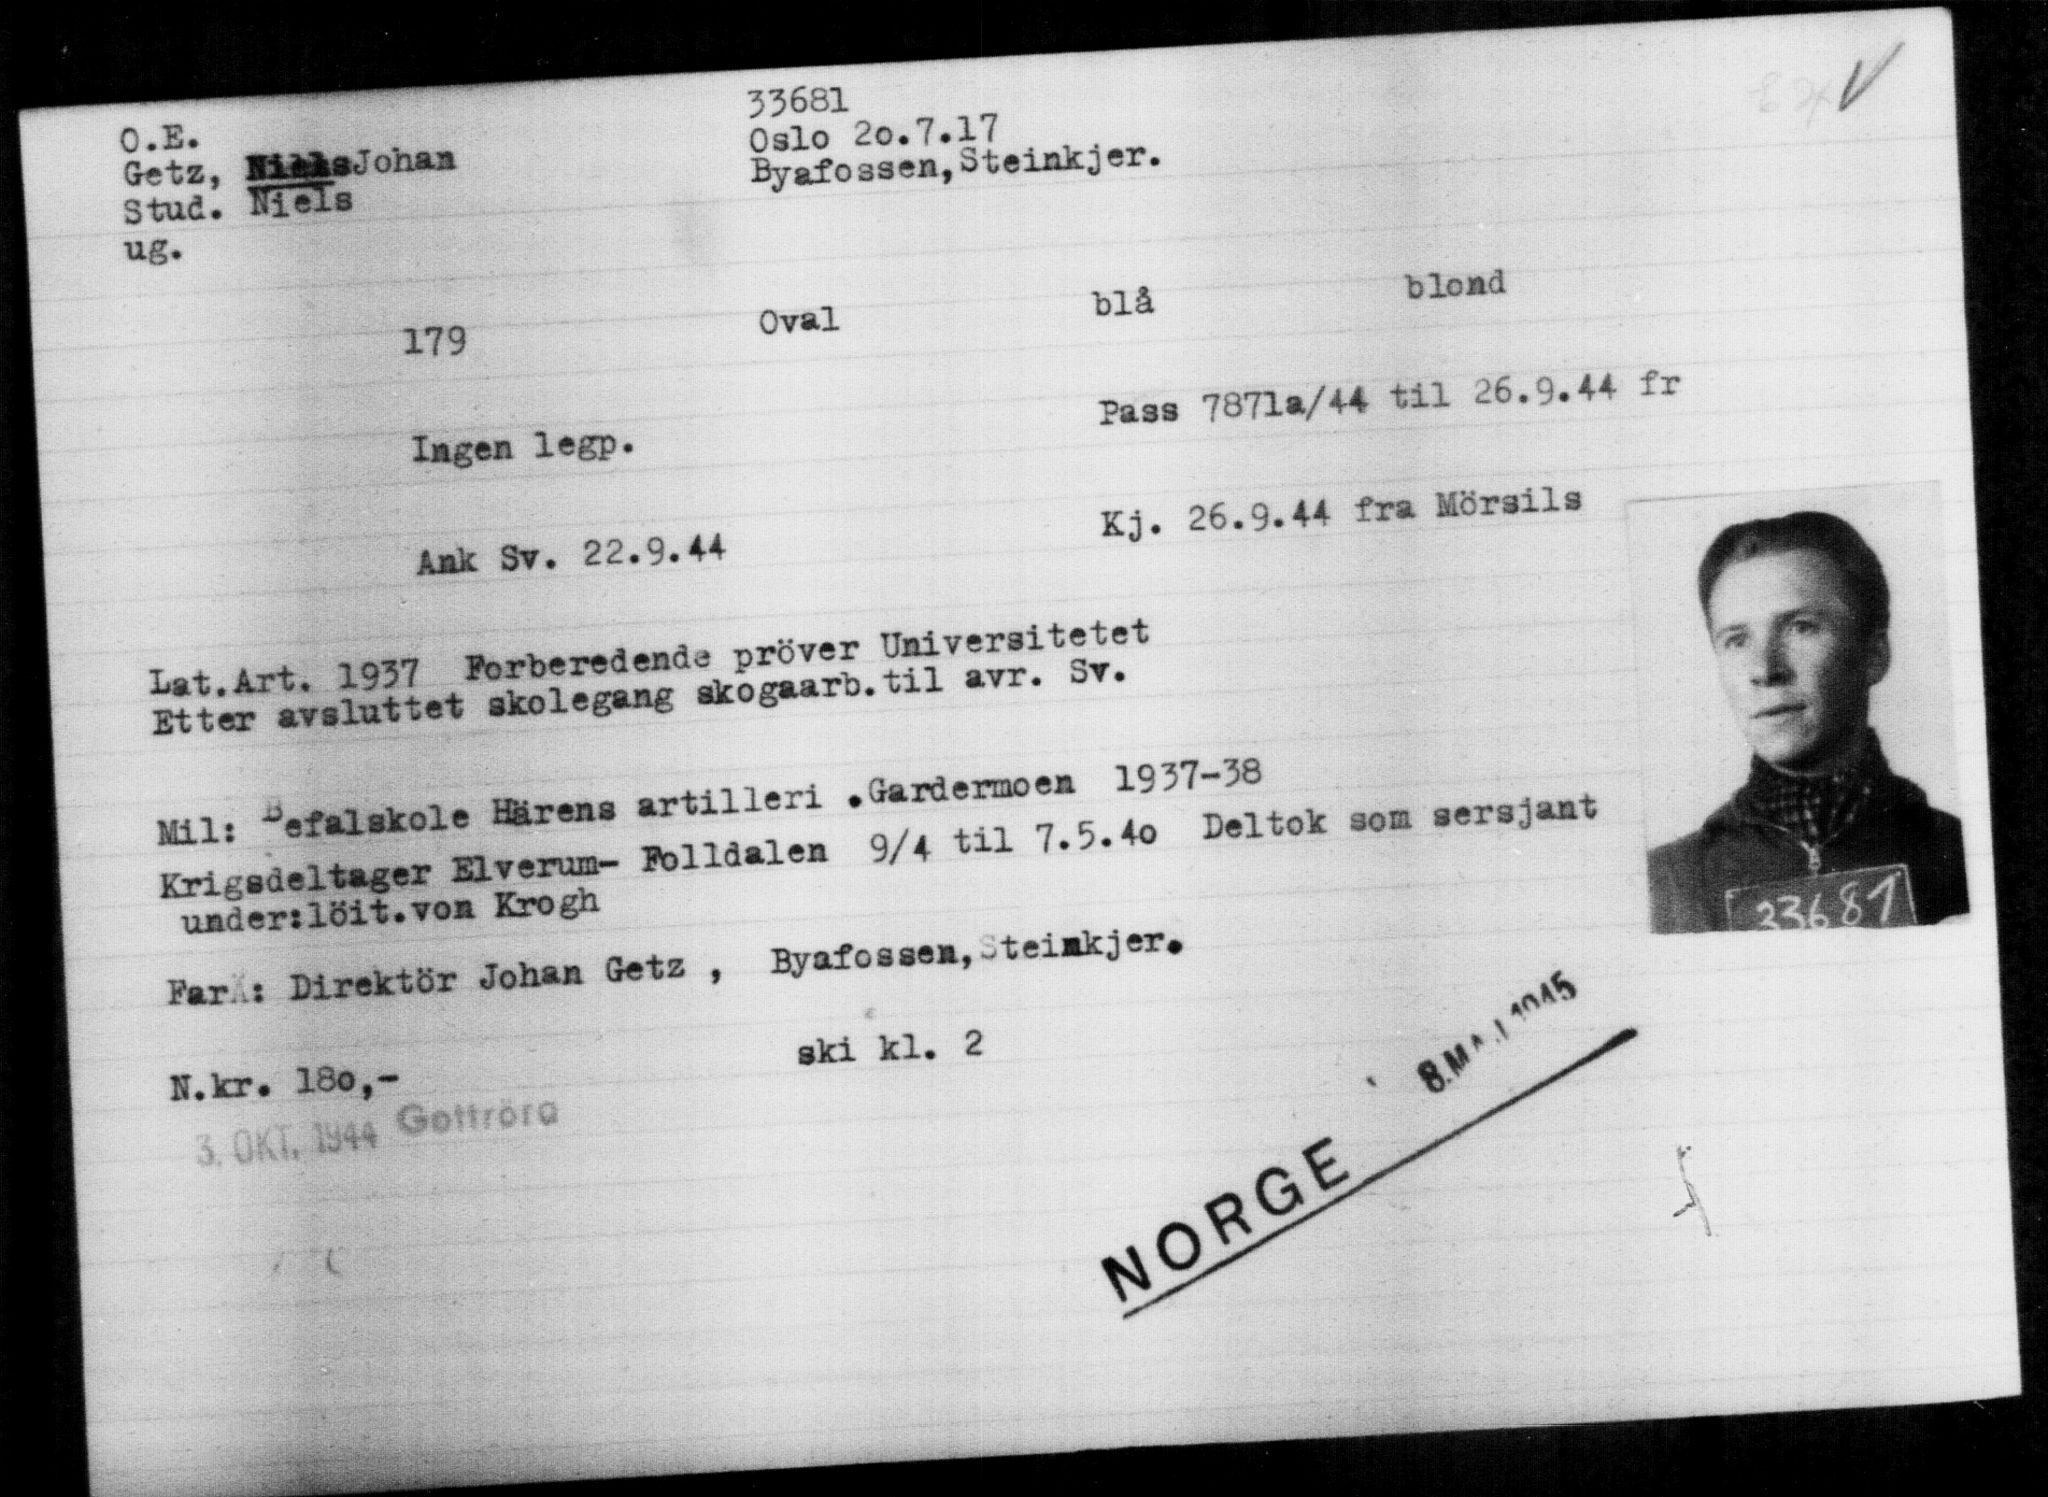 33681
O.E.
Oslo 2o.7.17
Getz, Niels Johan
Byafossen, Steinkjer.
Stud. Niels
ug.
179 Oval blå blond
Ingen legp. Pass 7871a/44 til 26.9.44 fr
Ank Sv. 22.9.44 Kj. 26.9.44 fra Mörsils
Lat.Art. 1937 Forberedende pröver Universitetet
Etter avsluttet skolegang skogaarb.til avr. Sv.
Mil: Befalskole Härens artilleri .Gardermoen 1937-38
Krigsdeltager Elverum- Folldalen 9/4 til 7.5.4o Deltok som sersjant
under:löit.von Krogh
33681
Far: Direktör Johan Getz , Byafossen,Steinkjer.
N.kr. 18o,- ski kl. 2
8.MAJ 1945
3. OKT. 1944 Gottröra
NORGE